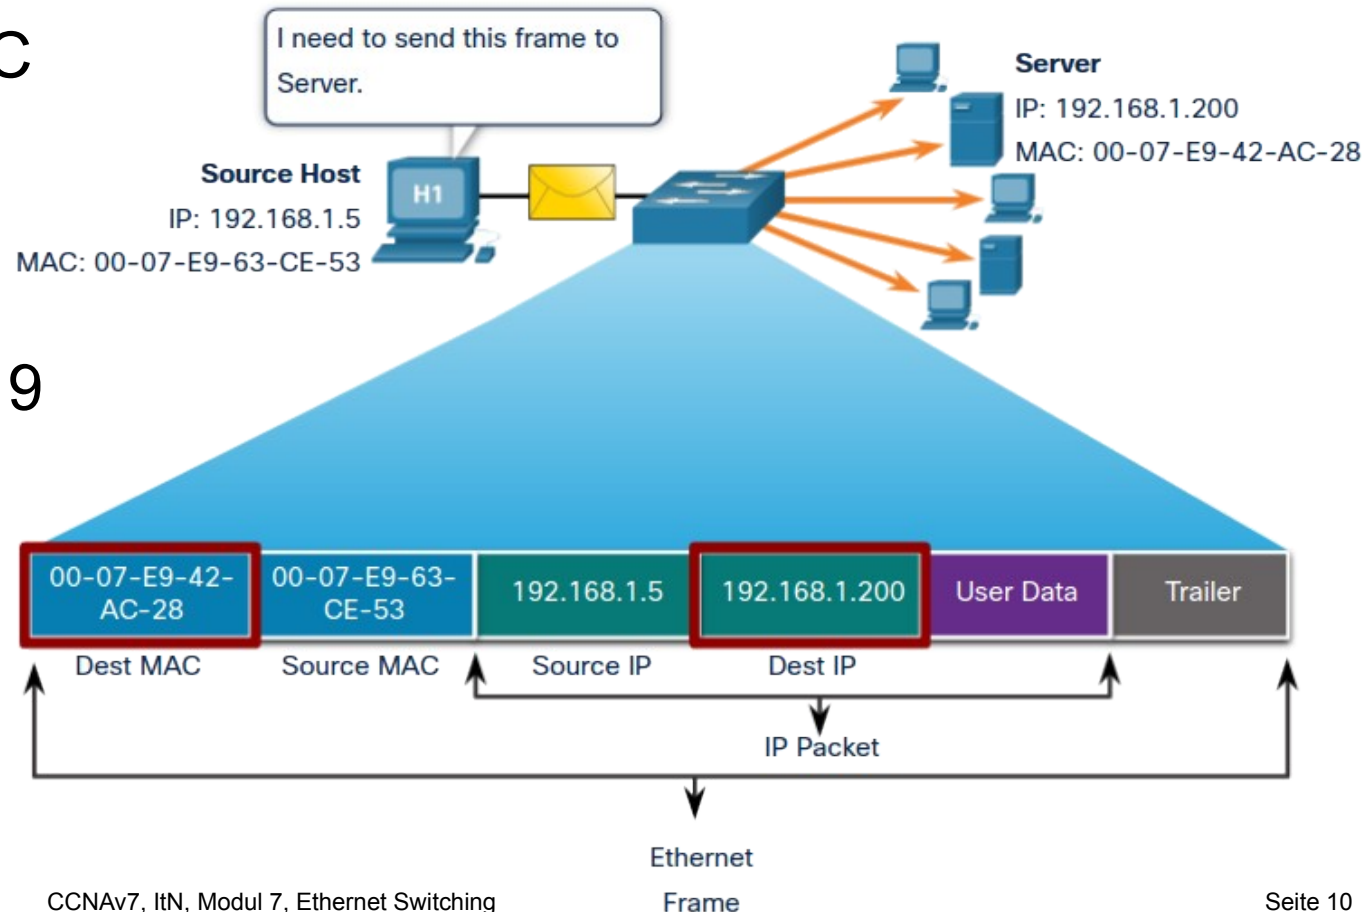 C
I need to send this frame to
Server.
Server
IP: 192.168.1.200
MAC: 00-07-E9-42-AC-28
Source Host
IP: 192.168.1.5
MAC: 00-07-E9-63-CE-53
H1
9
00-07-E9-42-
AC-28
00-07-E9-63-
CE-53
192.168.1.5
192.168.1.200
User Data
Trailer
Dest MAC
Source MAC
Source IP
Dest IP
IP Packet
Ethernet
Frame
CCNAv7, ItN, Modul 7, Ethernet Switching
Seite 10